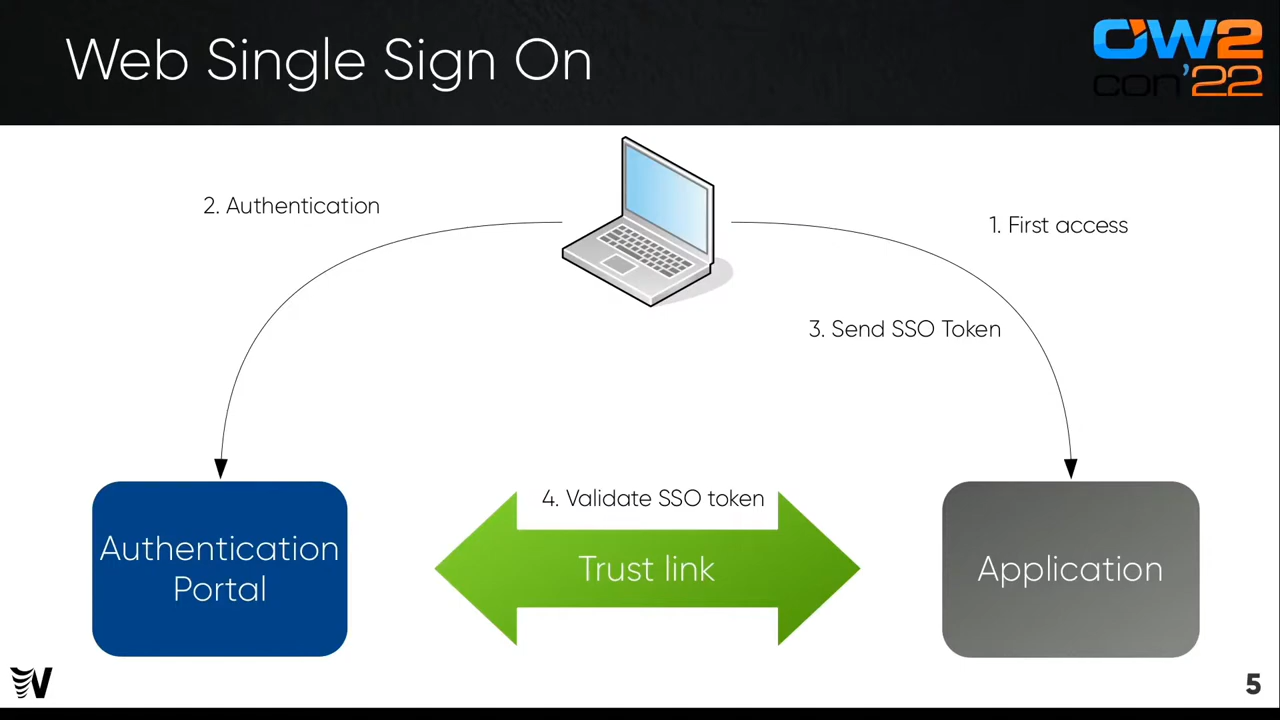 Web Single Sign On
OW2
con'22
2. Authentication
1. First access
3. Send SSO Token
4. Validate SSO token
Authentication
Portal
Trust link
Application
5